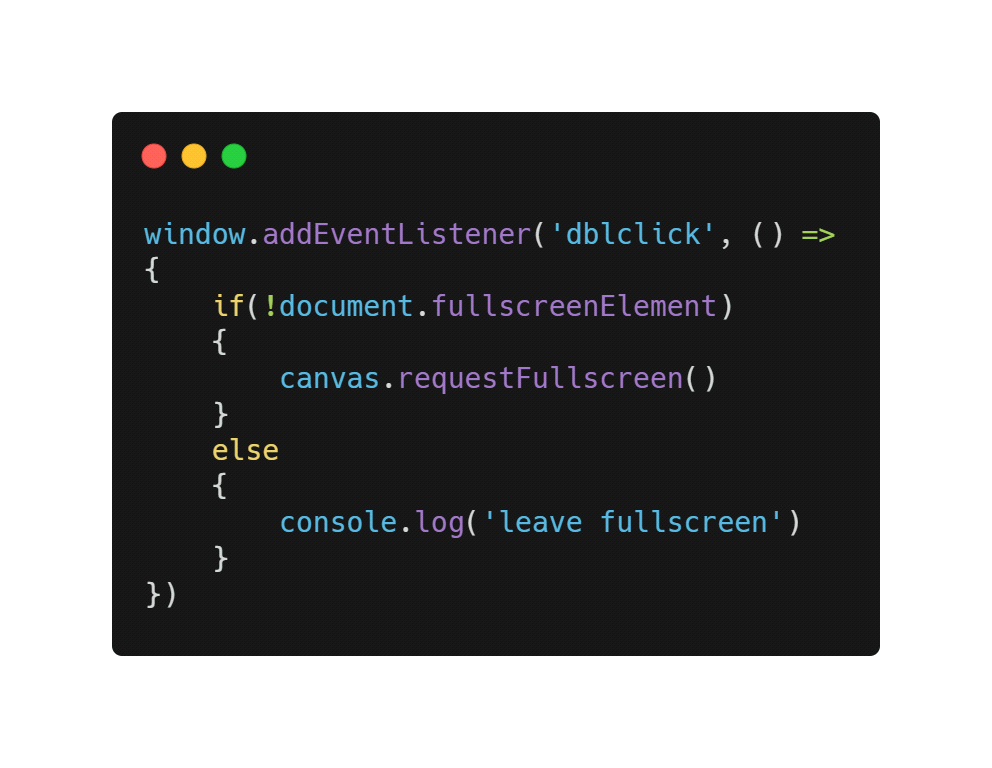 window.addEventListener('dblclick', () =>
{
    if(!document.fullscreenElement)
    {
        canvas.requestFullscreen()
    }
    else
    {
        console.log('leave fullscreen')
    }
})